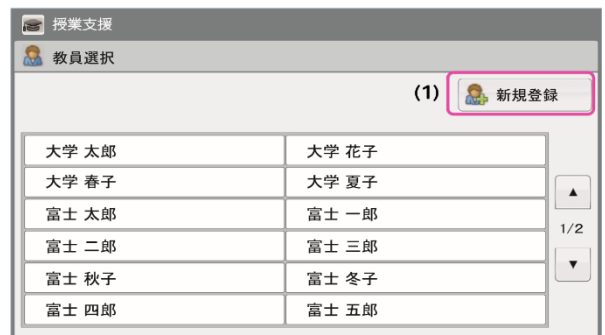 授業支援
教員選択
(1) 新規登録
大学 太郎 大学 花子
大学 春子 大学 夏子
富士 太郎 富士 一郎
1/2
富士 二郎 富士 三郎
富士 秋子 富士 冬子
富士 四郎 富士 五郎